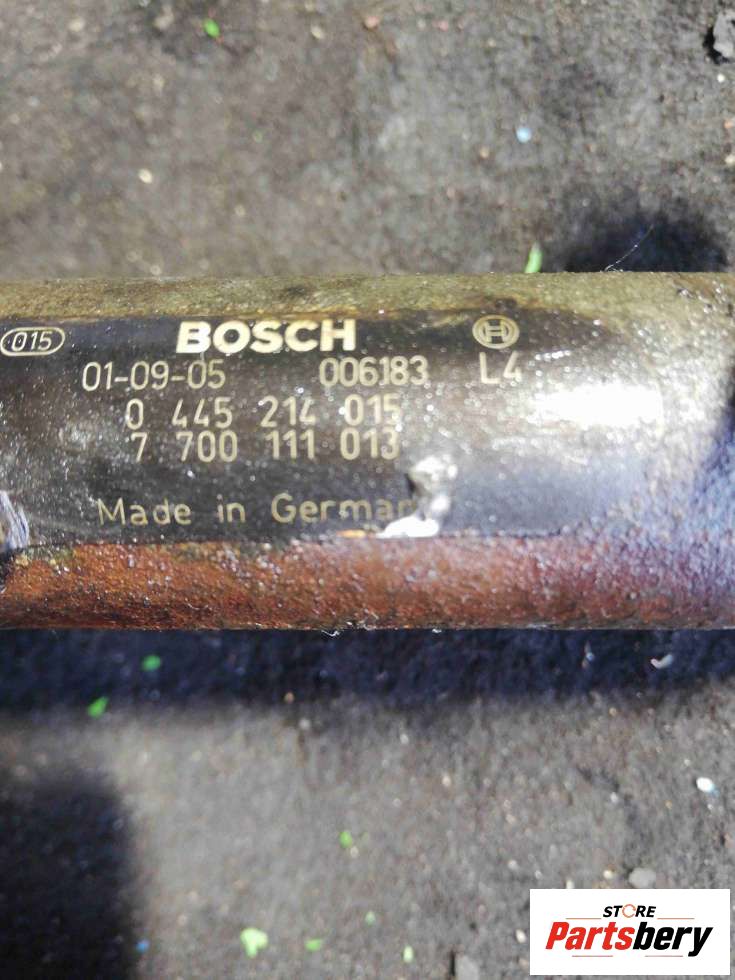 015 BOSCH
01-09-05 006183 L4
0 445 214 015
7 700 111 013
Made in German
STORE
Partsbery